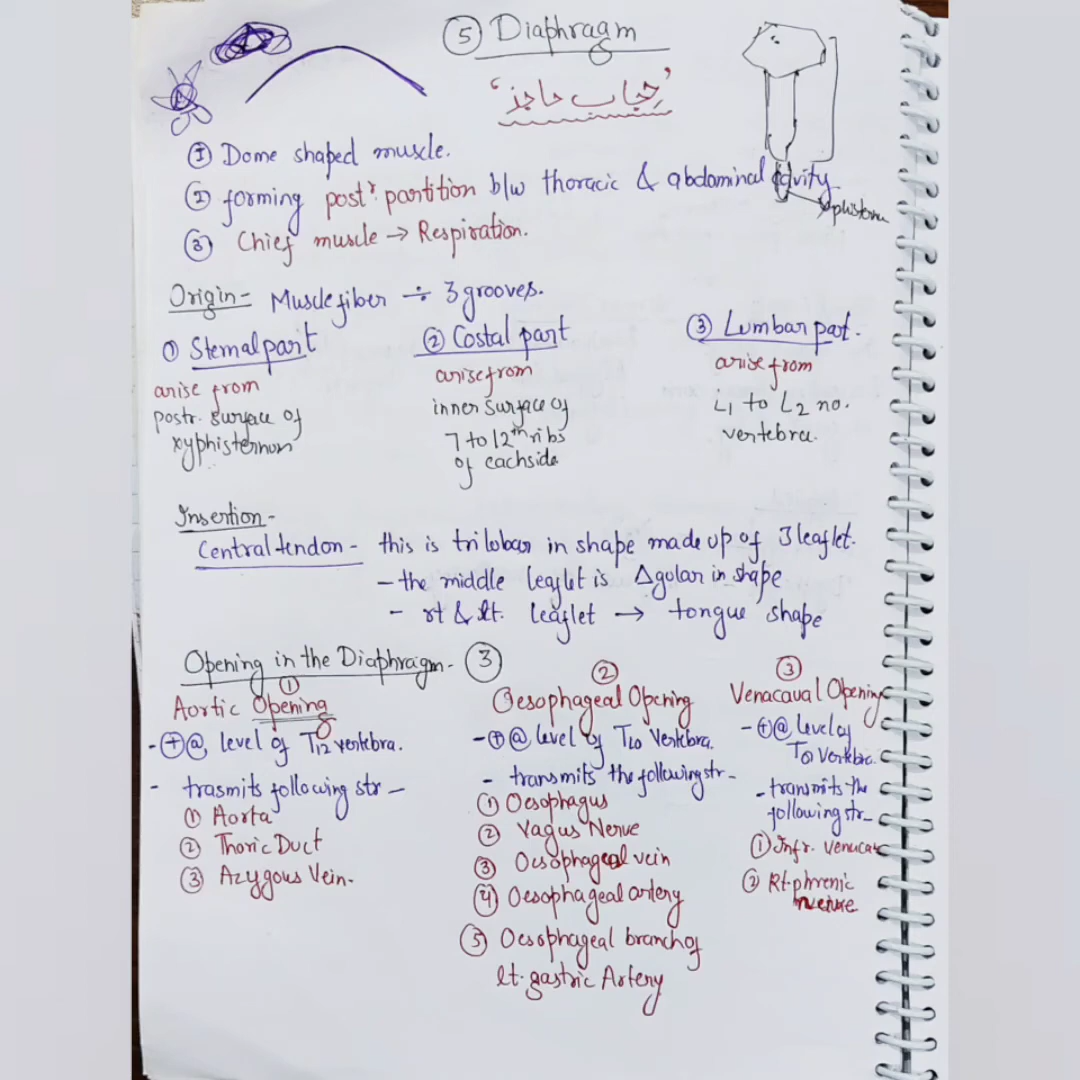 ⑤ Diaphragm
'حِجاب حاجز'
① Dome shaped muscle.
② forming postr. partition b/w thoracic & abdominal cavity
③ Chief muscle → Respiration.
Origin- Muscle fiber ÷ 3 grooves.
① Sternal part
arise from
postr. surface of
xyphisternum
② Costal part
arise from
inner surface of
7 to 12th ribs
of eachside
③ Lumbar part.
arise from
L1 to L2 no.
vertebra.
Insertion-
Central tendon - this is trilobar in shape made up of 3 leaflet.
- the middle leaflet is Δgolar in shape
- rt & lt. leaflet → tongue shape
Opening in the Diaphragm- ③
①
Aortic Opening
- ⊕@ level of T12 vertebra.
- trasmits following str -
① Aorta
② Thoric Duct
③ Azygous Vein.
②
Oesophageal Opening
- ⊕@ level of T10 Vertebra.
- transmits the following str -
① Oesophagus
② Vagus Nerve
③ Oesophageal vein
④ Oesophageal artery
⑤ Oesophageal branch of
lt. gastric Artery
③
Venacaval Opening
- ⊕@ level of
vertebra.
- transmits the
following str-
① Infr. venucav
② Rt phrenic